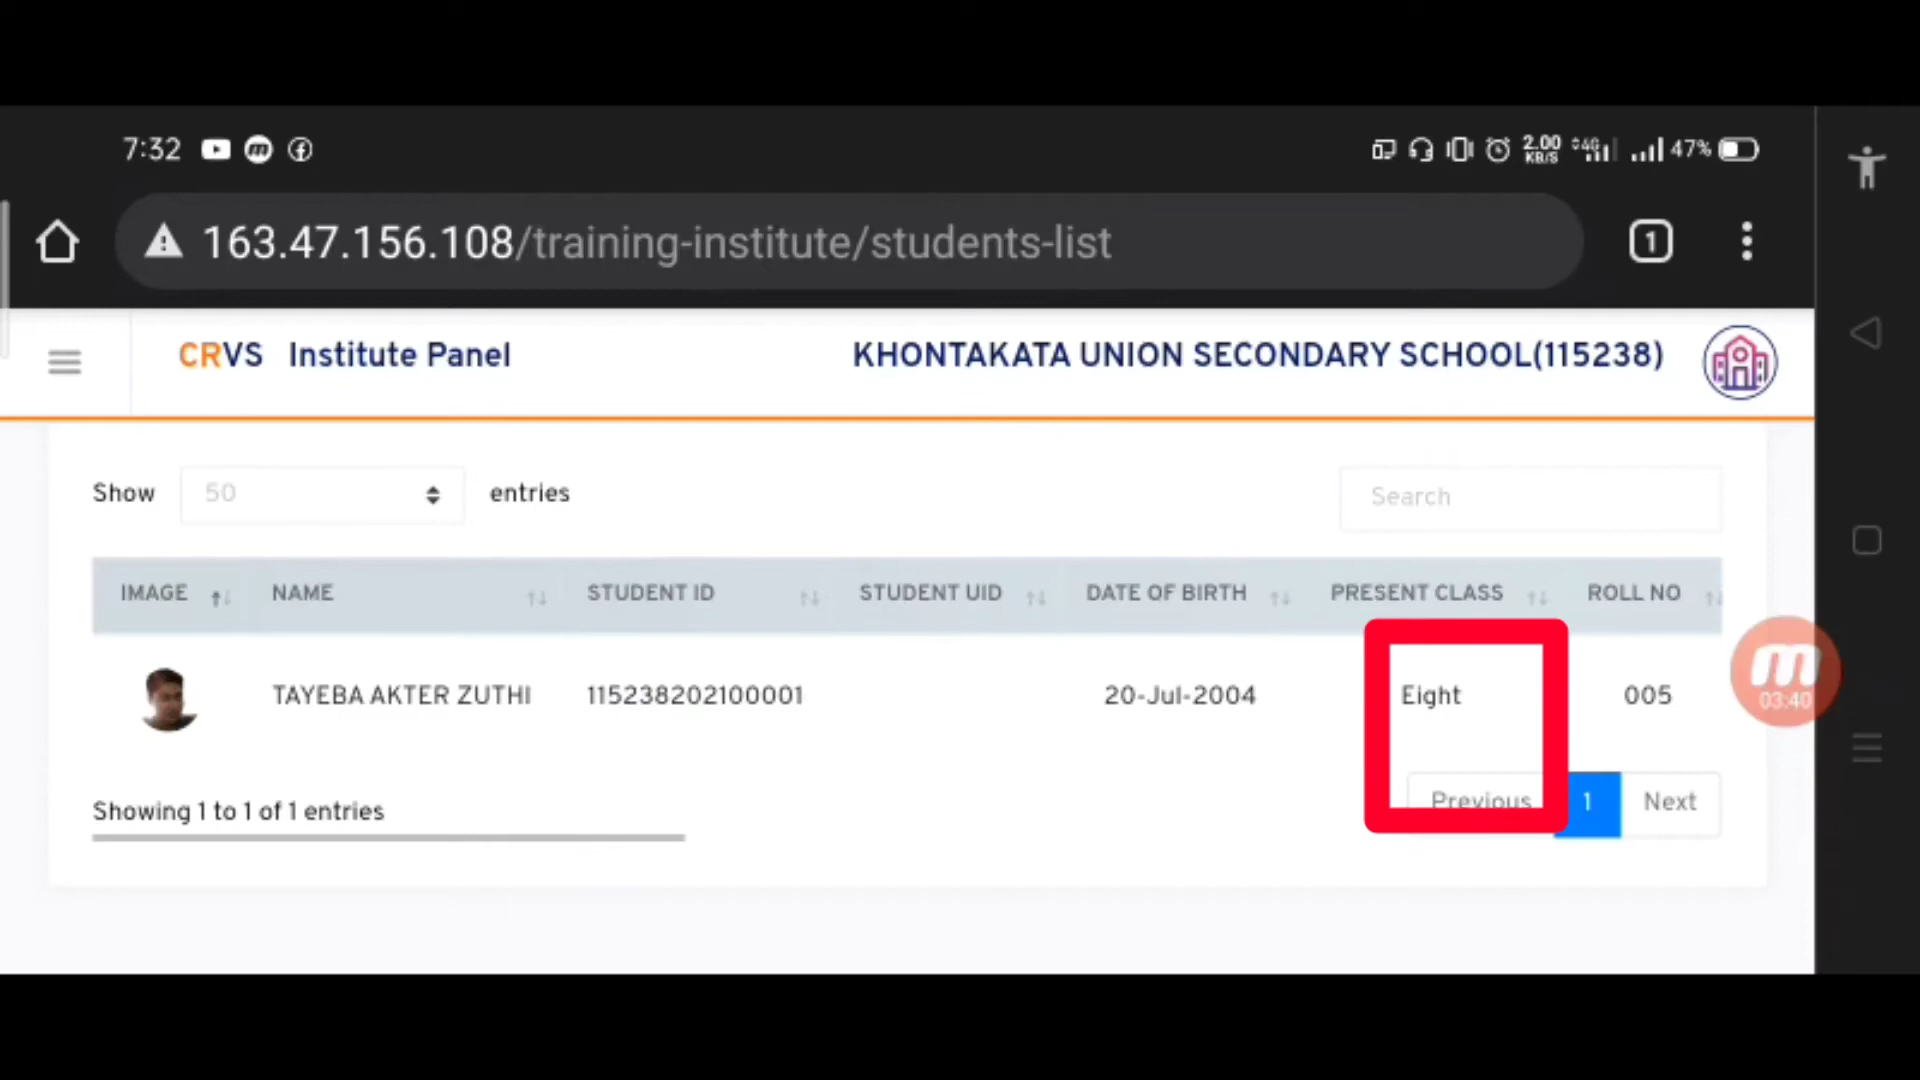 7:32 2.00 KB/S 4G 47%
163.47.156.108/training-institute/students-list 1
CRVS Institute Panel KHONTAKATA UNION SECONDARY SCHOOL(115238)
Show 50 entries Search
IMAGE NAME STUDENT ID STUDENT UID DATE OF BIRTH PRESENT CLASS ROLL NO
TAYEBA AKTER ZUTHI 115238202100001 20-Jul-2004 Eight 005
03:40
Showing 1 to 1 of 1 entries Previous 1 Next